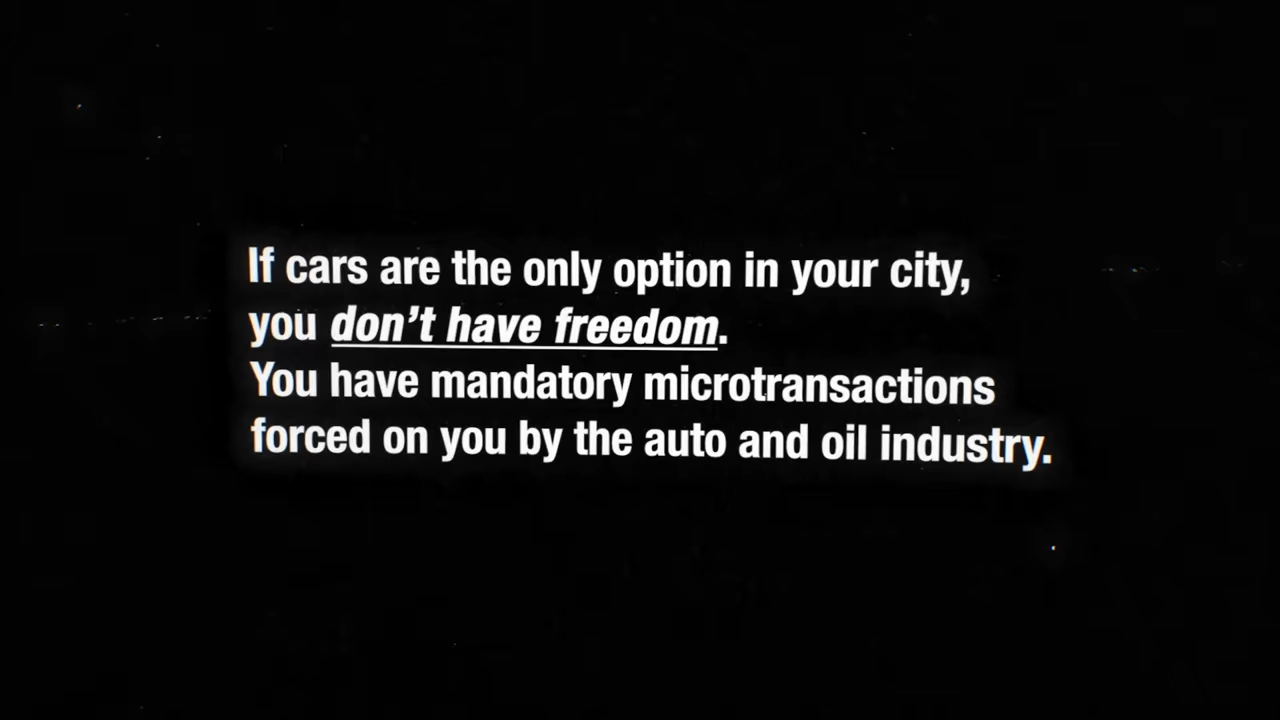 If cars are the only option in your city,
you don’t have freedom.
You have mandatory microtransactions
forced on you by the auto and oil industry.